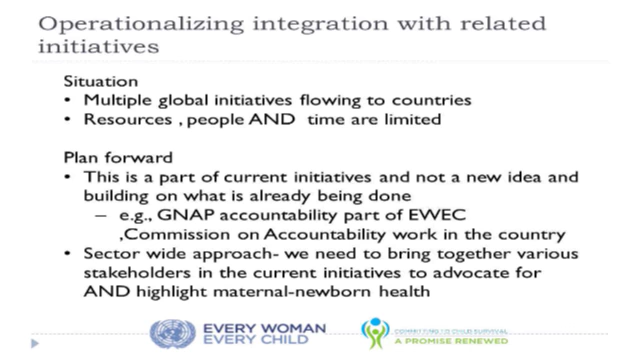 Operationalizing integration with related
initiatives
Situation
• Multiple global initiatives flowing to countries
• Resources , people AND time are limited
Plan forward
• This is a part of current initiatives and not a new idea and
building on what is already being done
– e.g., GNAP accountability part of EWEC
,Commission on Accountability work in the country
• Sector wide approach- we need to bring together various
stakeholders in the current initiatives to advocate for
AND highlight maternal-newborn health
EVERY WOMAN
EVERY CHILD
COMMITTING TO CHILD SURVIVAL
A PROMISE RENEWED